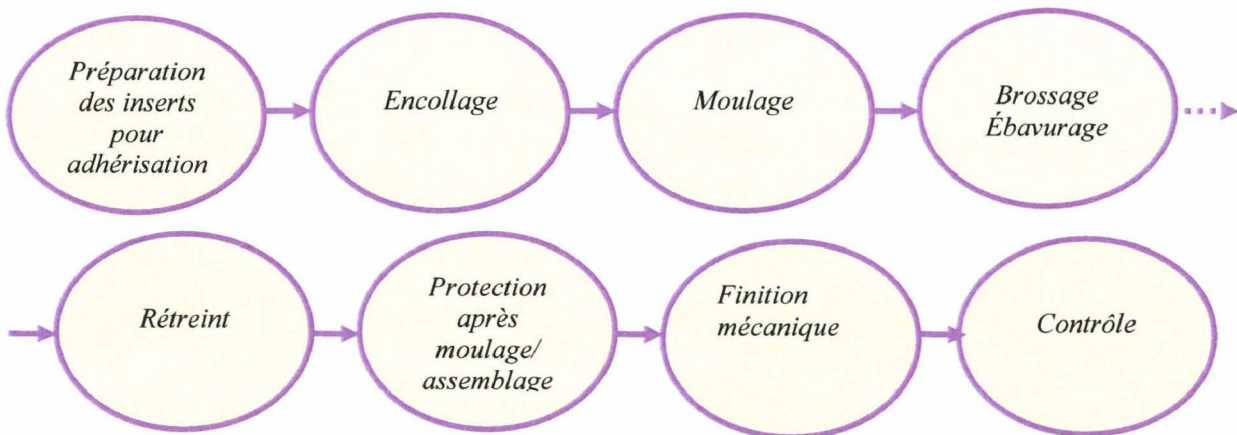 Préparation
des inserts
pour
adhérisation
Encollage
Moulage
Brossage
Ébavurage
Rétreint
Protection
après
moulage/
assemblage
Finition
mécanique
Contrôle